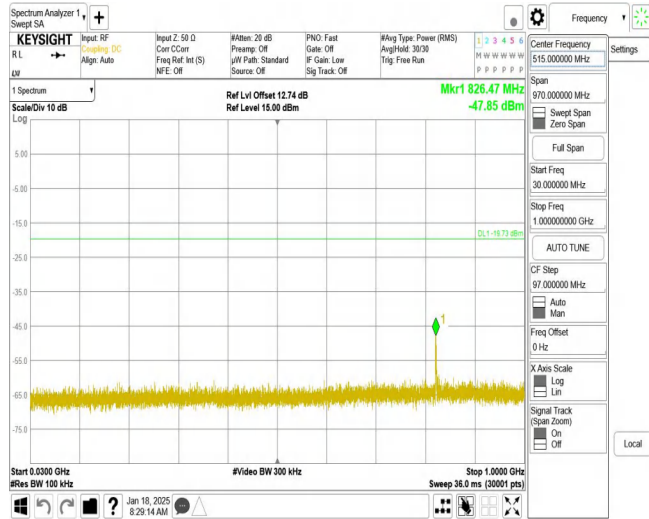 Spectrum Analyzer 1
Swept SA
+
Frequency
KEYSIGHT
RL
Input: RF
Coupling: DC
Align: Auto
Input Z: 50 Ω
Corr CCorr
Freq Ref: Int (S)
NFE: Off
#Atten: 20 dB
Preamp: Off
µW Path: Standard
Source: Off
PNO: Fast
Gate: Off
IF Gain: Low
Sig Track: Off
#Avg Type: Power (RMS)
Avg|Hold: 30/30
Trig: Free Run
1 2 3 4 5 6
M W W W W W
P P P P P P
1 Spectrum
Scale/Div 10 dB
Log
Ref Lvl Offset 12.74 dB
Ref Level 15.00 dBm
Mkr1 826.47 MHz
-47.85 dBm
5.00
-5.00
-15.0
DL1 -19.73 dBm
-25.0
-35.0
-45.0
1
-55.0
-65.0
-75.0
Start 0.0300 GHz
#Res BW 100 kHz
#Video BW 300 kHz
Stop 1.0000 GHz
Sweep 36.0 ms (30001 pts)
Center Frequency
515.000000 MHz
Settings
Span
970.000000 MHz
Swept Span
Zero Span
Full Span
Start Freq
30.000000 MHz
Stop Freq
1.000000000 GHz
AUTO TUNE
CF Step
97.000000 MHz
Auto
Man
Freq Offset
0 Hz
X Axis Scale
Log
Lin
Signal Track
(Span Zoom)
On
Off
Local
?
Jan 18, 2025
8:29:14 AM